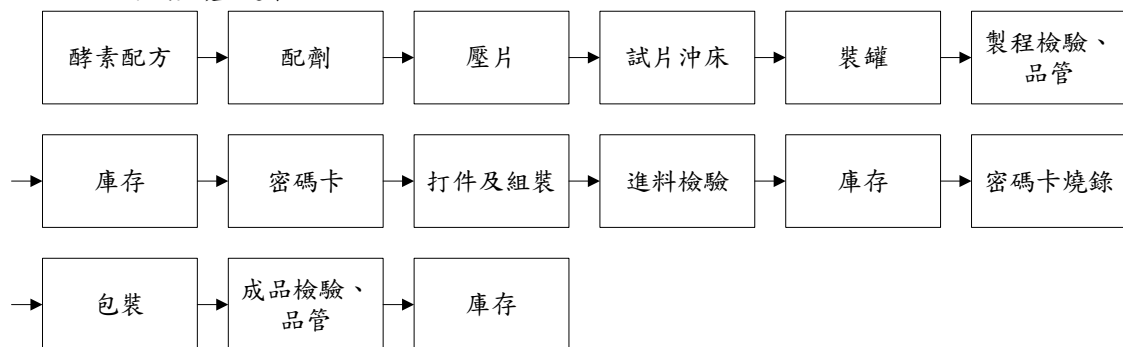 酵素配方
配劑
壓片
試片沖床
裝罐
製程檢驗、
品管
庫存
密碼卡
打件及組裝
進料檢驗
庫存
密碼卡燒錄
包裝
成品檢驗、
品管
庫存